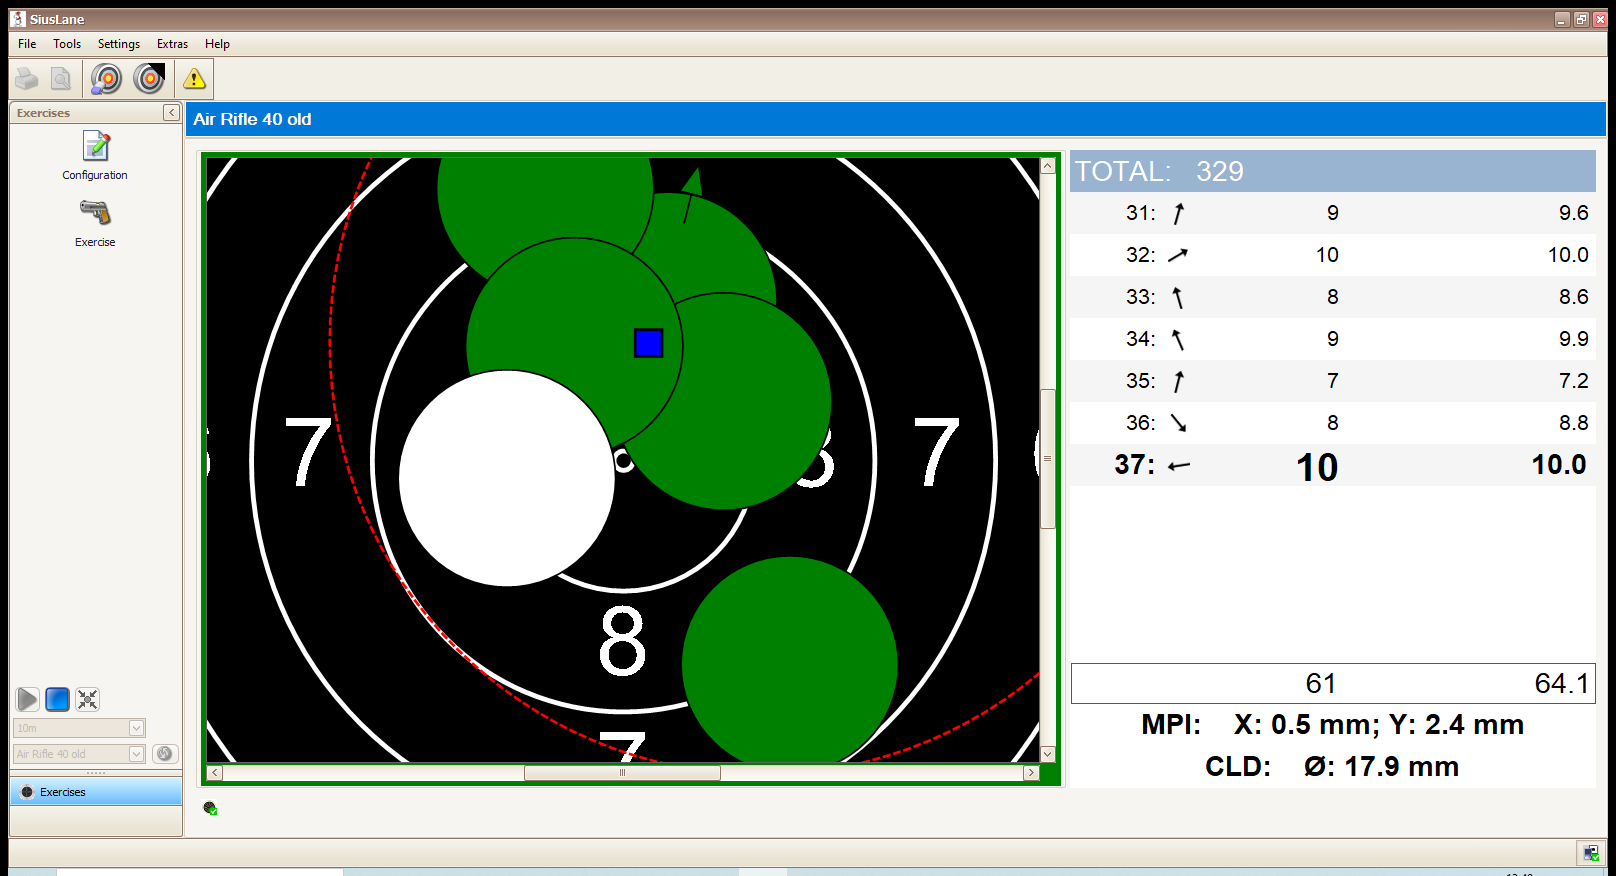 SiusLane
File Tools Settings Extras Help
Exercises
Configuration
Exercise
10m
Air Rifle 40 old
Exercises
Air Rifle 40 old
7
7
8
7
TOTAL: 329
31: 9 9.6
32: 10 10.0
33: 8 8.6
34: 9 9.9
35: 7 7.2
36: 8 8.8
37: 10 10.0
61 64.1
MPI: X: 0.5 mm; Y: 2.4 mm
CLD: Ø: 17.9 mm